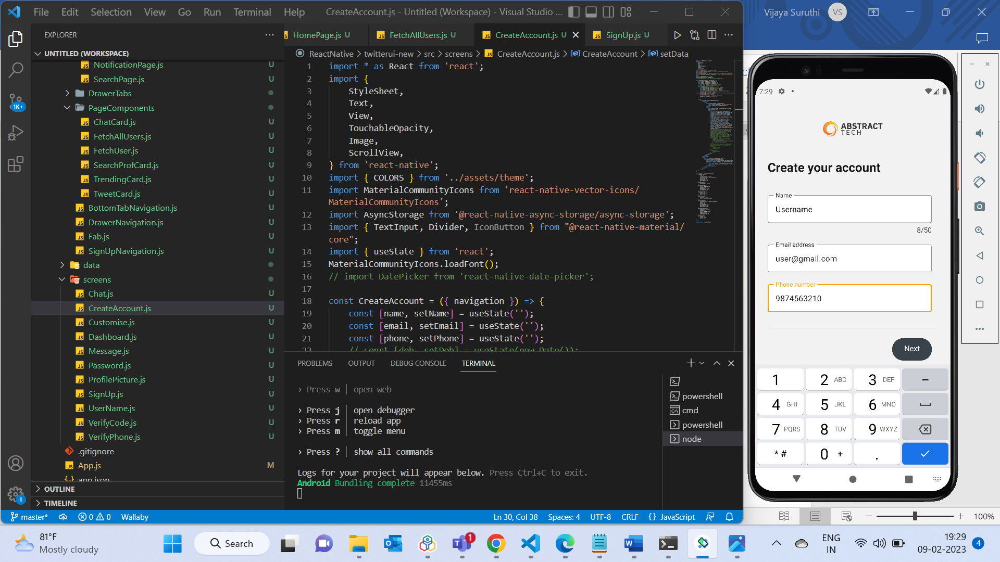 File Edit Selection View Go Run Terminal Help CreateAccount.js - Untitled (Workspace) - Visual Studio ...
Vijaya Suruthi VS
EXPLORER
UNTITLED (WORKSPACE)
NotificationPage.js U
SearchPage.js U
DrawerTabs
PageComponents
ChatCard.js U
FetchAllUsers.js U
FetchUser.js U
SearchProfCard.js U
TrendingCard.js U
TweetCard.js U
BottomTabNavigation.js U
DrawerNavigation.js U
Fab.js U
SignUpNavigation.js U
data
screens
Chat.js U
CreateAccount.js U
Customise.js U
Dashboard.js U
Message.js U
Password.js U
ProfilePicture.js U
SignUp.js U
UserName.js U
VerifyCode.js U
VerifyPhone.js U
.gitignore
App.js M
app.json
OUTLINE
TIMELINE
1K+
1
HomePage.js U FetchAllUsers.js U CreateAccount.js U SignUp.js U
ReactNative > twitterui-new > src > screens > CreateAccount.js > CreateAccount > setData
1 import * as React from 'react';
2 import {
3 StyleSheet,
4 Text,
5 View,
6 TouchableOpacity,
7 Image,
8 ScrollView,
9 } from 'react-native';
10 import { COLORS } from '../assets/theme';
11 import MaterialCommunityIcons from 'react-native-vector-icons/
MaterialCommunityIcons';
12 import AsyncStorage from '@react-native-async-storage/async-storage';
13 import { TextInput, Divider, IconButton } from "@react-native-material/
core";
14 import { useState } from 'react';
15 MaterialCommunityIcons.loadFont();
16 // import DatePicker from 'react-native-date-picker';
17
18 const CreateAccount = ({ navigation }) => {
19 const [name, setName] = useState('');
20 const [email, setEmail] = useState('');
21 const [phone, setPhone] = useState('');
22 // const [dob, setDob] = useState(new Date());
PROBLEMS OUTPUT DEBUG CONSOLE TERMINAL
› Press w | open web
› Press j | open debugger
› Press r | reload app
› Press m | toggle menu
› Press ? | show all commands
Logs for your project will appear below. Press Ctrl+C to exit.
Android Bundling complete 11455ms
powershell
cmd
powershell
node
master* 0 0 Wallaby Ln 30, Col 38 Spaces: 4 UTF-8 CRLF {} JavaScript
7:29
ABSTRACT
TECH
Create your account
Name
Username
8/50
Email address
user@gmail.com
Phone number
9874563210
Next
1 2 ABC 3 DEF −
4 GHI 5 JKL 6 MNO
7 PQRS 8 TUV 9 WXYZ
* # 0 + .
100%
81°F
Mostly cloudy
Search
1
ENG
IN
19:29
09-02-2023
4